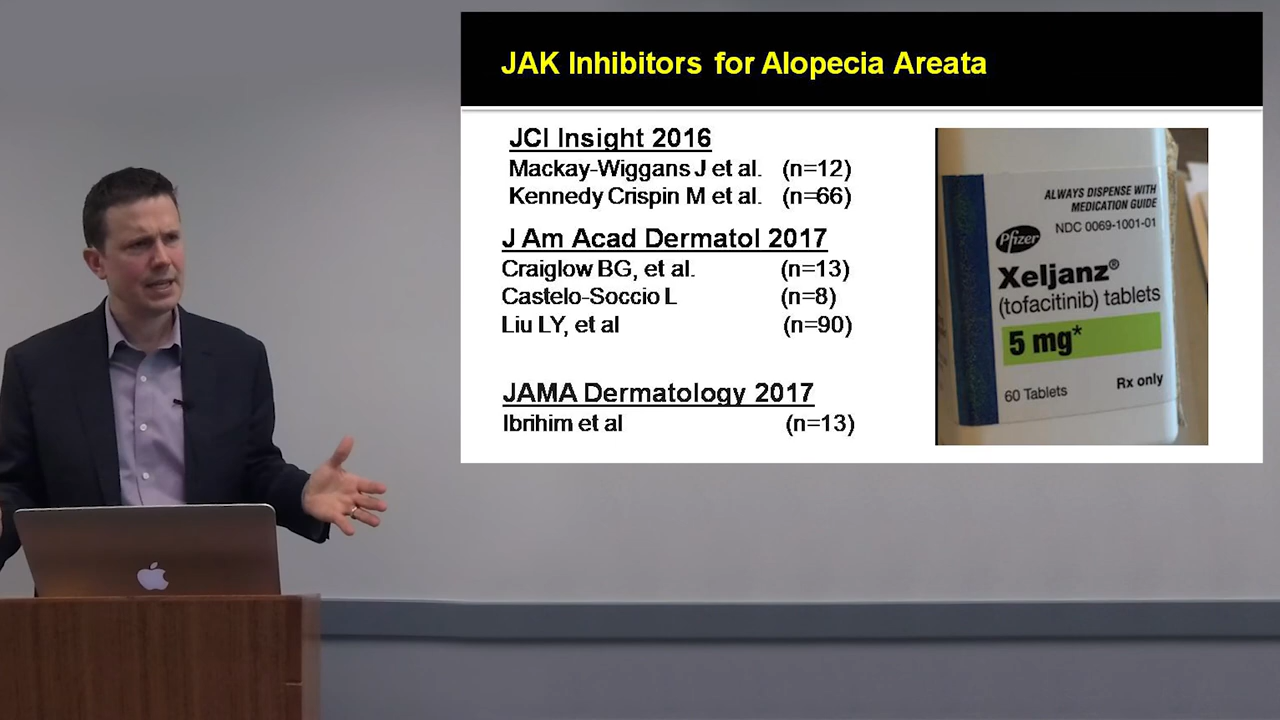 JAK Inhibitors for Alopecia Areata
JCI Insight 2016
Mackay-Wiggans J et al. (n=12)
Kennedy Crispin M et al. (n=66)
J Am Acad Dermatol 2017
Craiglow BG, et al. (n=13)
Castelo-Soccio L (n=8)
Liu LY, et al (n=90)
JAMA Dermatology 2017
Ibrihim et al (n=13)
ALWAYS DISPENSE WITH
MEDICATION GUIDE
Pfizer
NDC 0069-1001-01
Xeljanz®
(tofacitinib) tablets
5 mg*
60 Tablets
Rx only